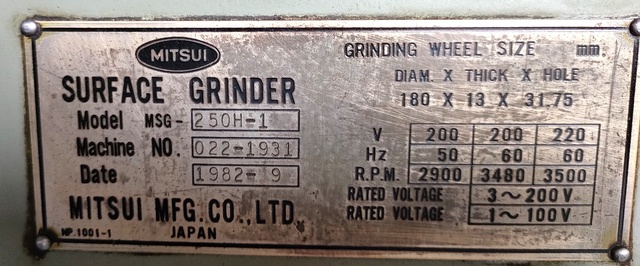 MITSUI
SURFACE GRINDER
Model MSG- 250H-1
Machine NO. 022-1931
Date 1982- 9
MITSUI MFG. CO., LTD.
JAPAN
MP.1001-1
GRINDING WHEEL SIZE mm.
DIAM. X THICK X HOLE
180 X 13 X 31.75
V 200 200 220
Hz 50 60 60
R.P.M. 2900 3480 3500
RATED VOLTAGE 3~200V
RATED VOLTAGE 1~100V